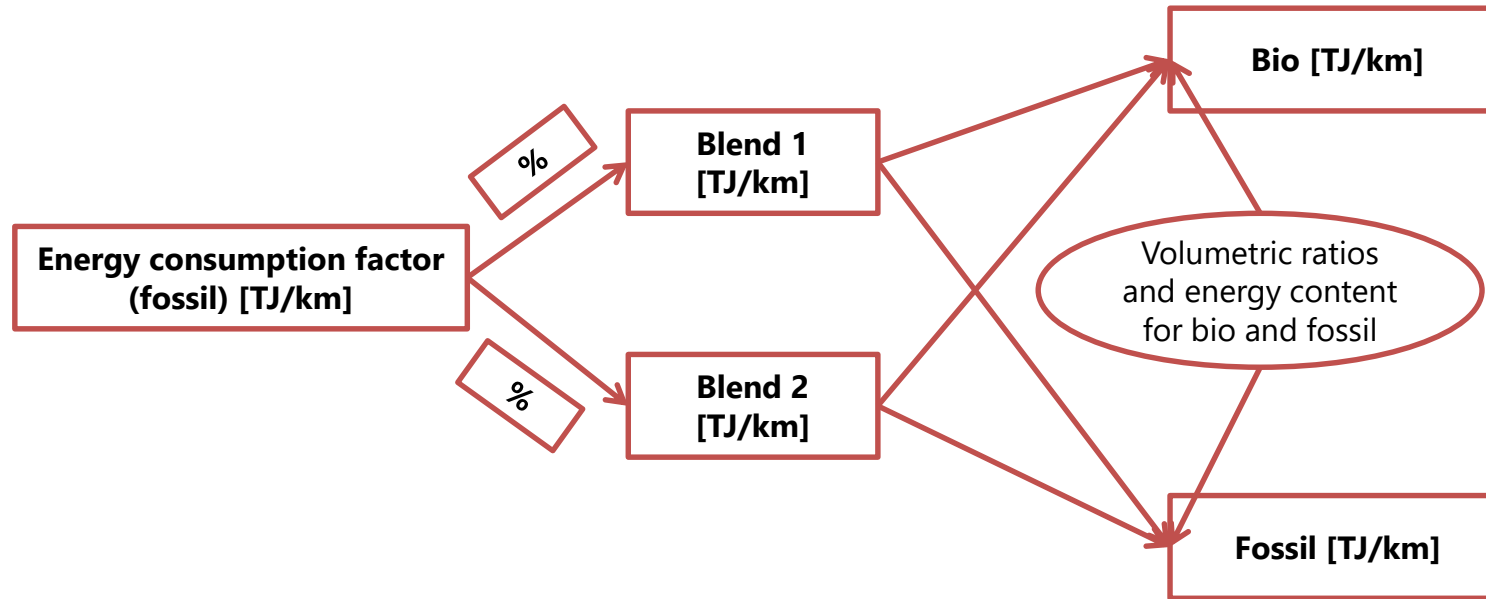 Energy consumption factor
(fossil) [TJ/km]
%
%
Blend 1
[TJ/km]
Blend 2
[TJ/km]
Bio [TJ/km]
Volumetric ratios
and energy content
for bio and fossil
Fossil [TJ/km]